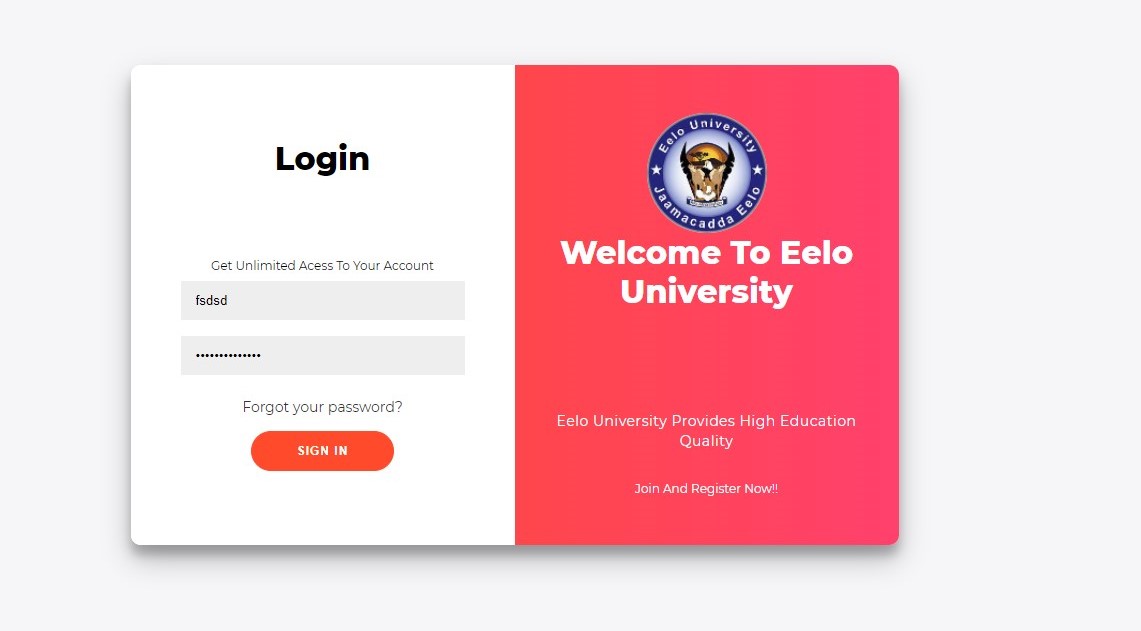 Login
Get Unlimited Acess To Your Account
fsdsd
••••••••••••••
Forgot your password?
SIGN IN
Eelo University
Jaamacadda Eelo
Welcome To Eelo
University
Eelo University Provides High Education
Quality
Join And Register Now!!